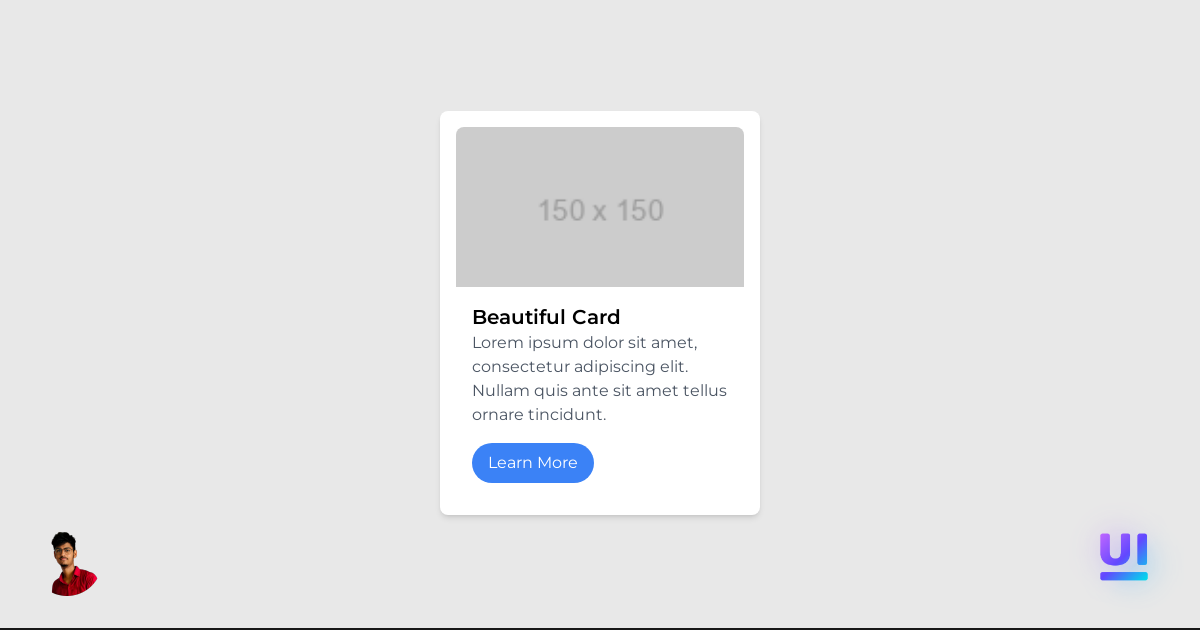 150 x 150
Beautiful Card
Lorem ipsum dolor sit amet,
consectetur adipiscing elit.
Nullam quis ante sit amet tellus
ornare tincidunt.
Learn More
UI